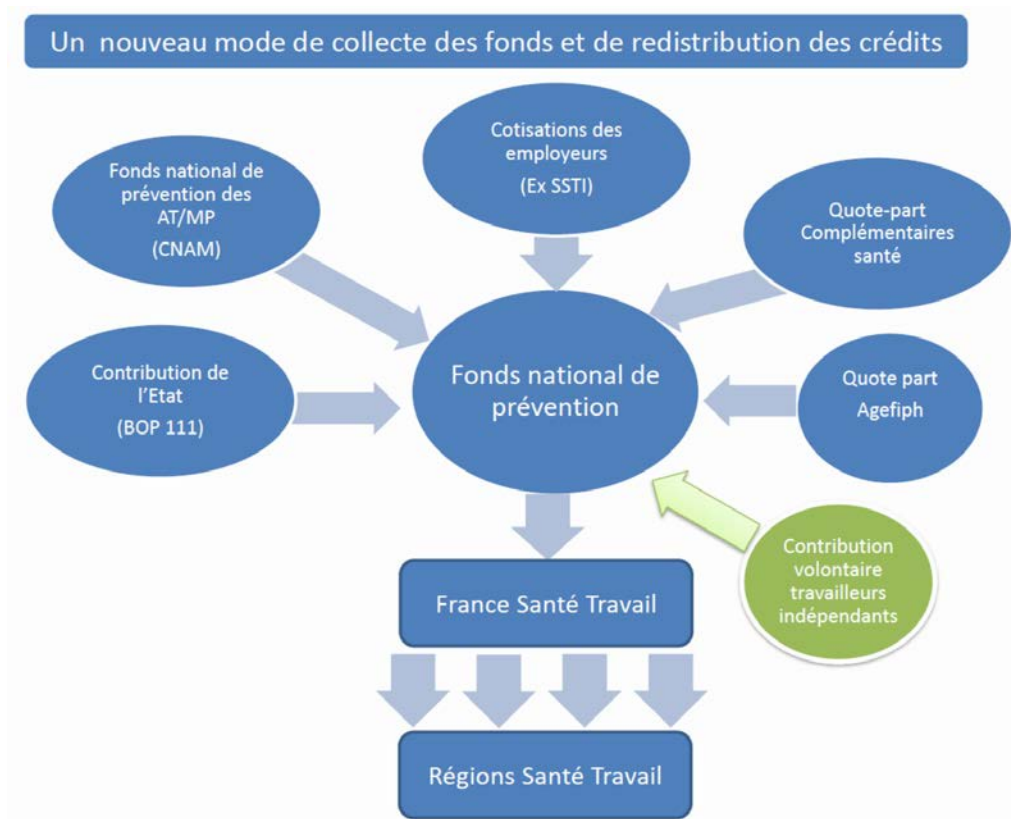 Un nouveau mode de collecte des fonds et de redistribution des crédits
Cotisations des
employeurs
(Ex SSTI)
Fonds national de
prévention des
AT/MP
(CNAM)
Quote-part
Complémentaires
santé
Contribution de
l'Etat
(BOP 111)
Fonds national de
prévention
Quote part
Agefiph
Contribution
volontaire
travailleurs
indépendants
France Santé Travail
Régions Santé Travail